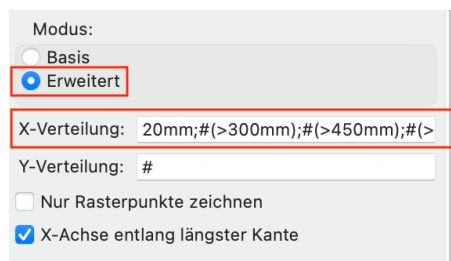 Modus:
Basis
Erweitert
X-Verteilung: 20mm;#(>300mm);#(>450mm);#(>
Y-Verteilung: #
Nur Rasterpunkte zeichnen
X-Achse entlang längster Kante